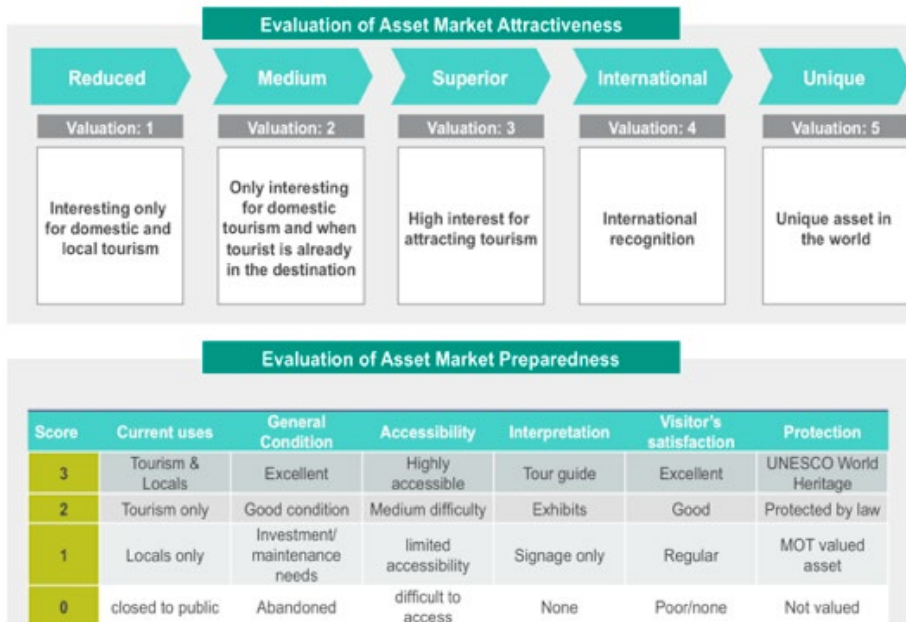 Evaluation of Asset Market Attractiveness
Reduced
Medium
Superior
International
Unique
Valuation: 1
Valuation: 2
Valuation: 3
Valuation: 4
Valuation: 5
Interesting only
for domestic and
local tourism
Only interesting
for domestic
tourism and when
tourist is already
in the destination
High interest for
attracting tourism
International
recognition
Unique asset in
the world
Evaluation of Asset Market Preparedness
Score
Current uses
General
Condition
Accessibility
Interpretation
Visitor's
satisfaction
Protection
3
Tourism &
Locals
Excellent
Highly
accessible
Tour guide
Excellent
UNESCO World
Heritage
2
Tourism only
Good condition
Medium difficulty
Exhibits
Good
Protected by law
1
Locals only
Investment/
maintenance
needs
limited
accessibility
Signage only
Regular
MOT valued
asset
0
closed to public
Abandoned
difficult to
access
None
Poor/none
Not valued